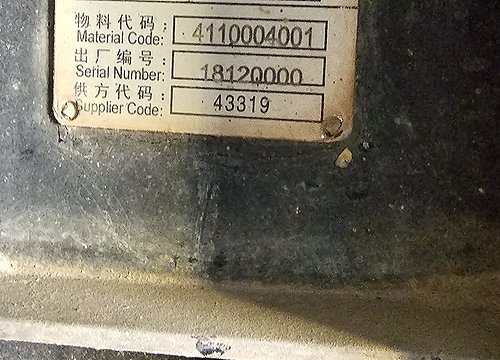 物料代码:
Material Code: 4110004001
出厂编号:
Serial Number: 18120000
供方代码:
Supplier Code: 43319